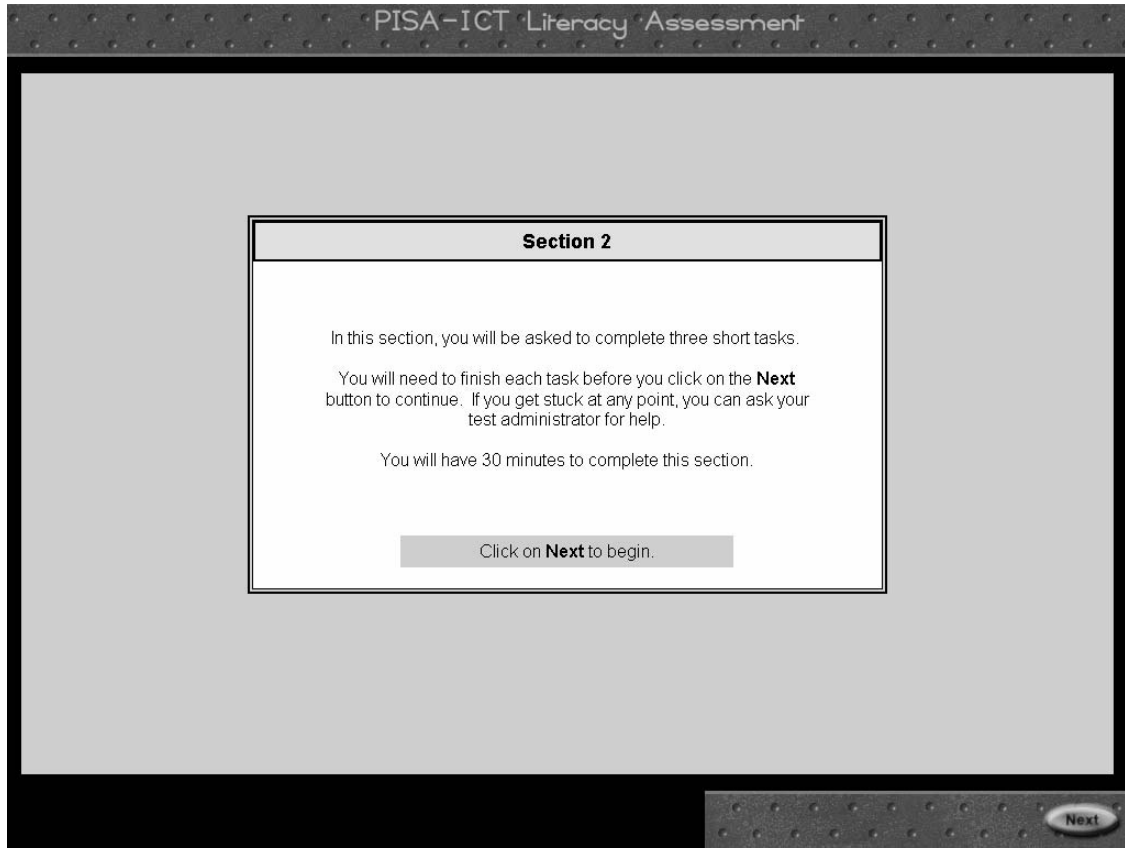 PISA-ICT Literacy Assessment
Section 2
In this section, you will be asked to complete three short tasks.
You will need to finish each task before you click on the Next
button to continue. If you get stuck at any point, you can ask your
test administrator for help.
You will have 30 minutes to complete this section.
Click on Next to begin.
Next